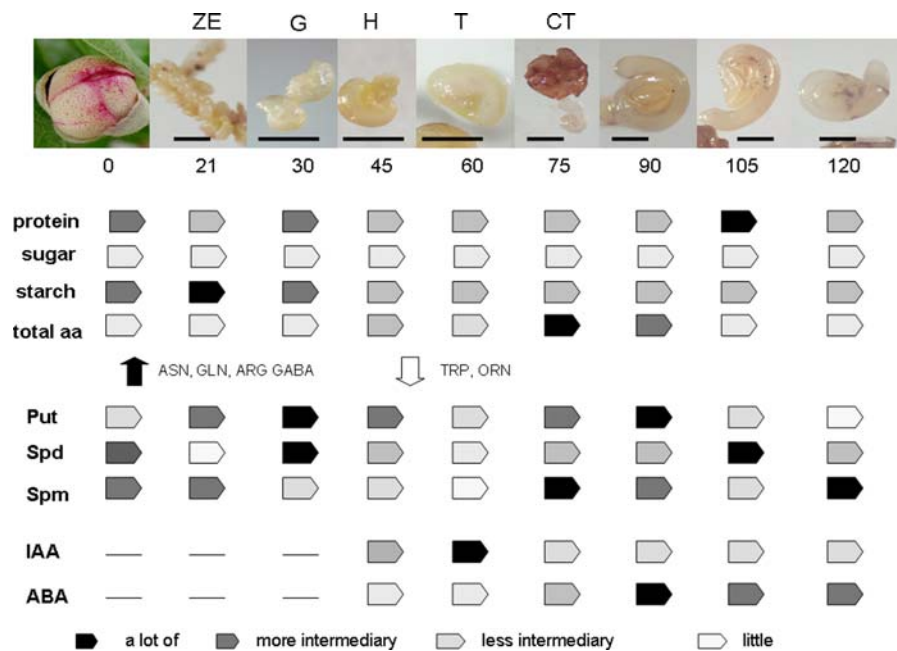 ZE G H T CT
0 21 30 45 60 75 90 105 120
protein
sugar
starch
total aa
ASN, GLN, ARG GABA TRP, ORN
Put
Spd
Spm
IAA
ABA
a lot of more intermediary less intermediary little